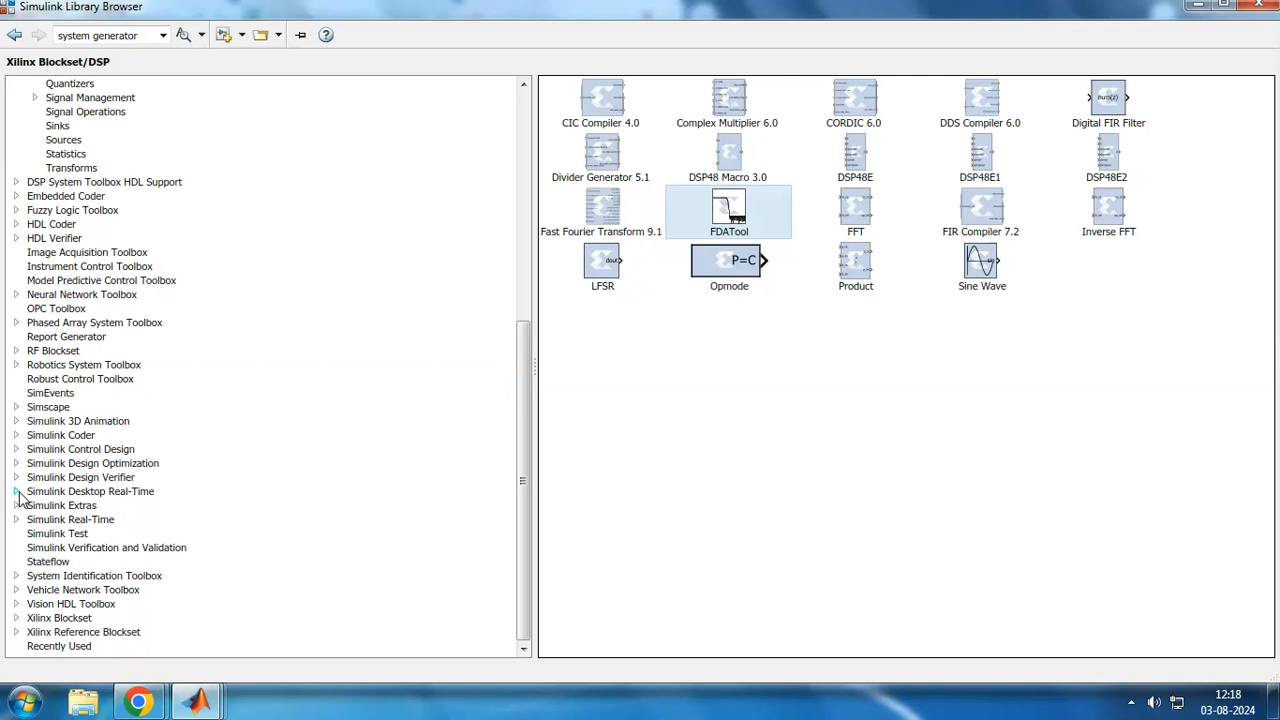 Simulink Library Browser
system generator
Xilinx Blockset/DSP
Quantizers
Signal Management
Signal Operations
Sinks
Sources
Statistics
Transforms
DSP System Toolbox HDL Support
Embedded Coder
Fuzzy Logic Toolbox
HDL Coder
HDL Verifier
Image Acquisition Toolbox
Instrument Control Toolbox
Model Predictive Control Toolbox
Neural Network Toolbox
OPC Toolbox
Phased Array System Toolbox
Report Generator
RF Blockset
Robotics System Toolbox
Robust Control Toolbox
SimEvents
Simscape
Simulink 3D Animation
Simulink Coder
Simulink Control Design
Simulink Design Optimization
Simulink Design Verifier
Simulink Desktop Real-Time
Simulink Extras
Simulink Real-Time
Simulink Test
Simulink Verification and Validation
Stateflow
System Identification Toolbox
Vehicle Network Toolbox
Vision HDL Toolbox
Xilinx Blockset
Xilinx Reference Blockset
Recently Used
num(z)
CIC Compiler 4.0 Complex Multiplier 6.0 CORDIC 6.0 DDS Compiler 6.0 Digital FIR Filter
Divider Generator 5.1 DSP48 Macro 3.0 DSP48E DSP48E1 DSP48E2
Fast Fourier Transform 9.1 FDATool FFT FIR Compiler 7.2 Inverse FFT
dout P=C
LFSR Opmode Product Sine Wave
12:18
03-08-2024